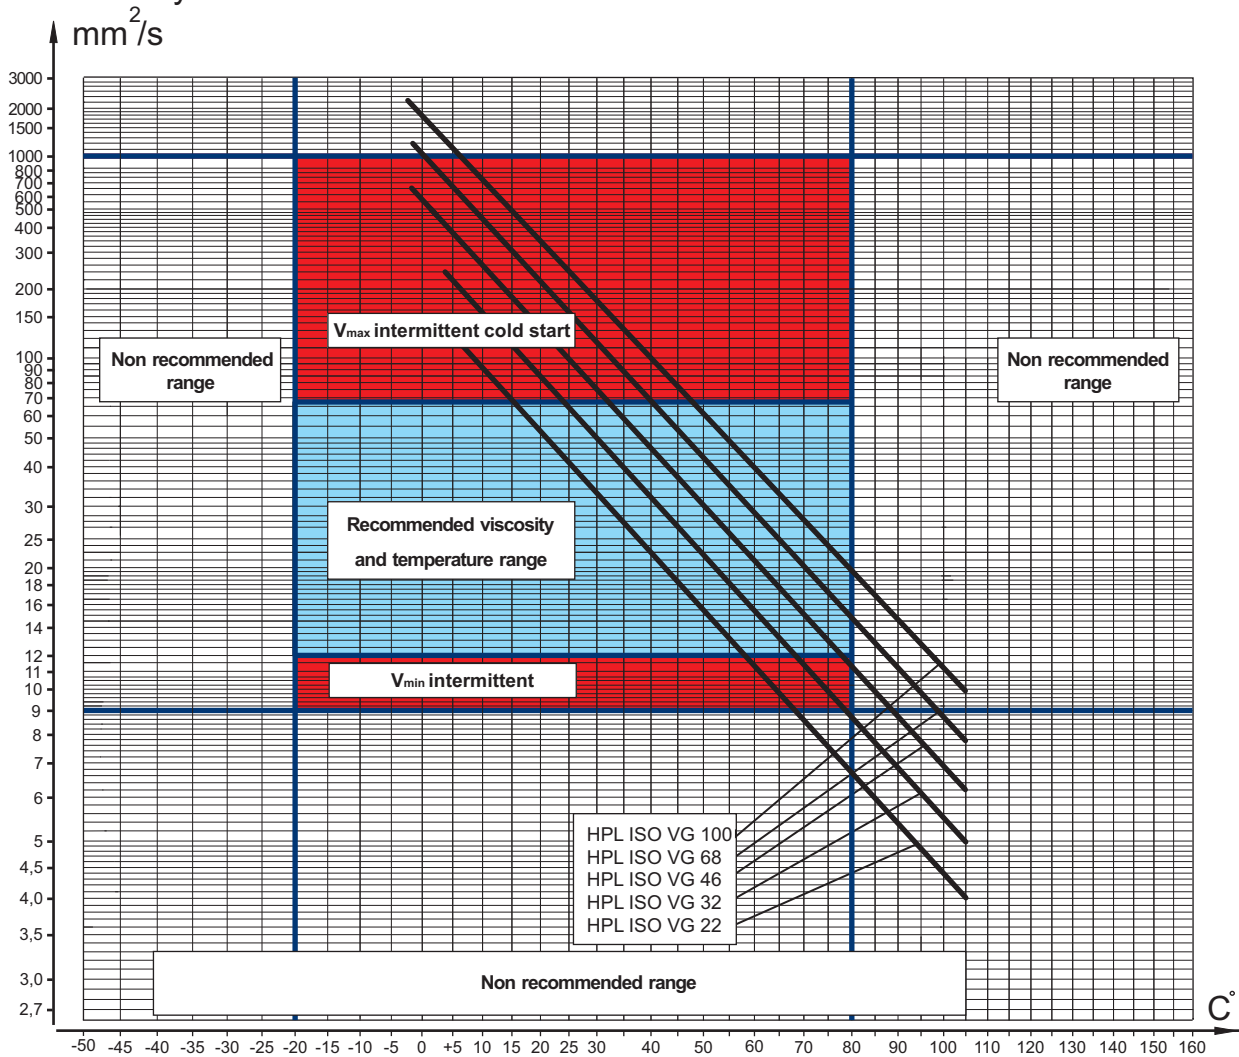 mm²/s
3000
2000
1500
1000
800
700
600
500
400
300
200
150
100
90
80
70
60
50
40
30
25
20
18
16
14
12
11
10
9
8
7
6
5
4,5
4,0
3,5
3,0
2,7
Vmax intermittent cold start
Non recommended
range
Non recommended
range
Recommended viscosity
and temperature range
Vmin intermittent
HPL ISO VG 100
HPL ISO VG 68
HPL ISO VG 46
HPL ISO VG 32
HPL ISO VG 22
Non recommended range
C°
-50 -45 -40 -35 -30 -25 -20 -15 -10 -5 0 +5 10 15 20 25 30 40 50 60 70 80 90 100 110 120 130 140 150 160